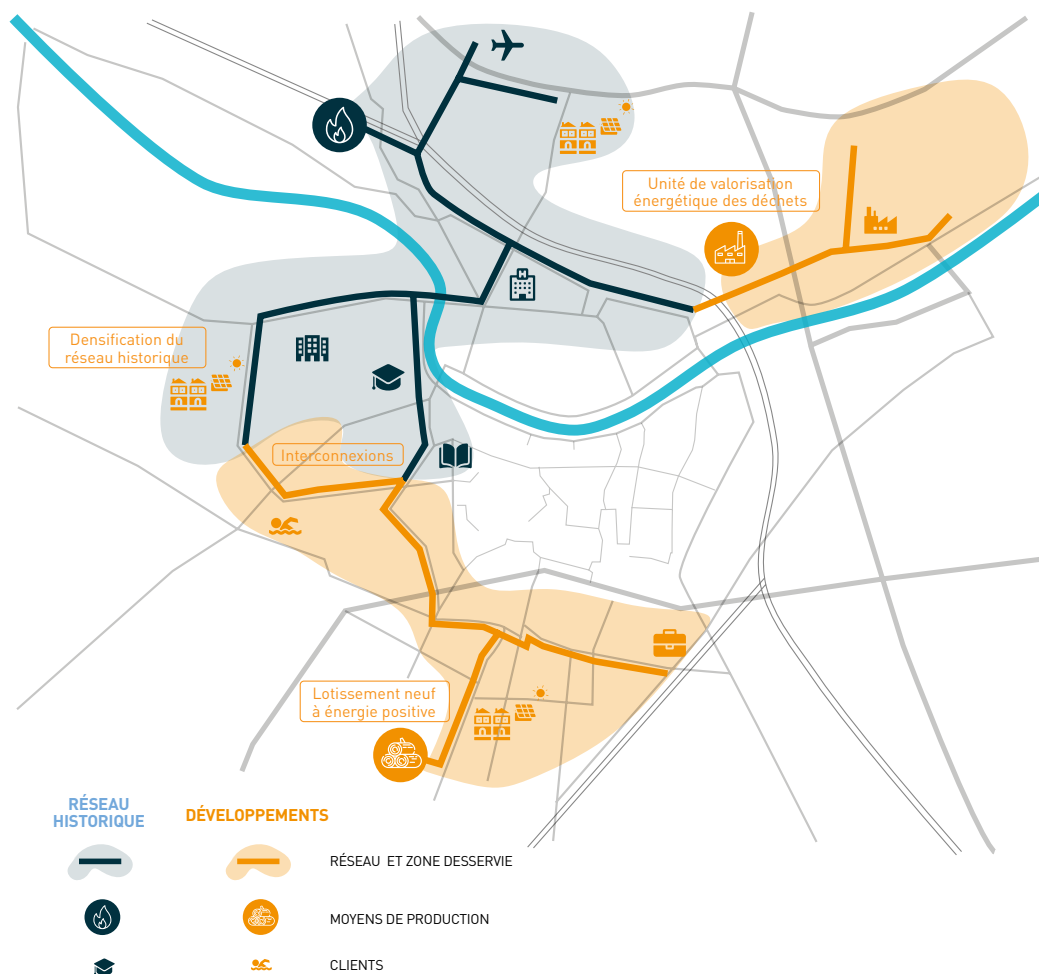 Unité de valorisation
énergétique des déchets
Densification du
réseau historique
Interconnexions
Lotissement neuf
à énergie positive
RÉSEAU
HISTORIQUE
DÉVELOPPEMENTS
RÉSEAU ET ZONE DESSERVIE
MOYENS DE PRODUCTION
CLIENTS